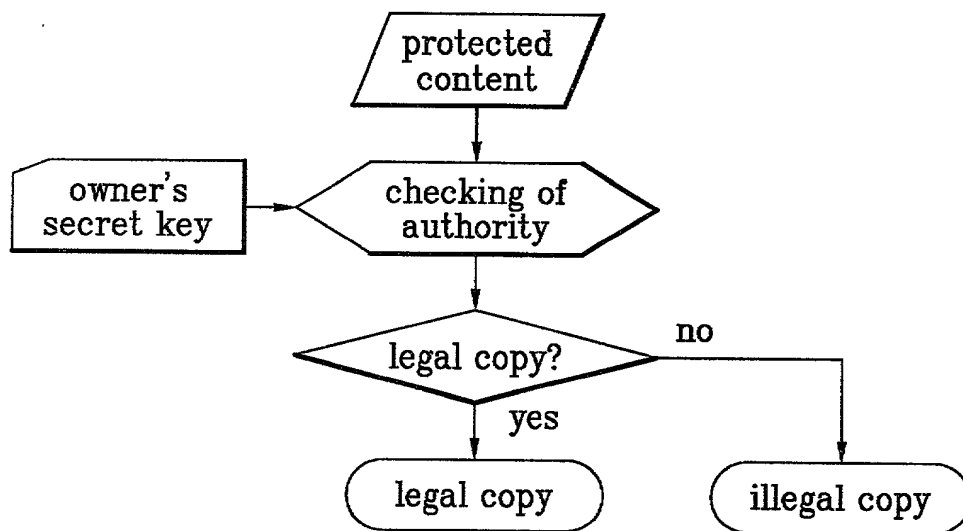 protected
content
owner's
secret key
checking of
authority
legal copy?
no
yes
legal copy
illegal copy